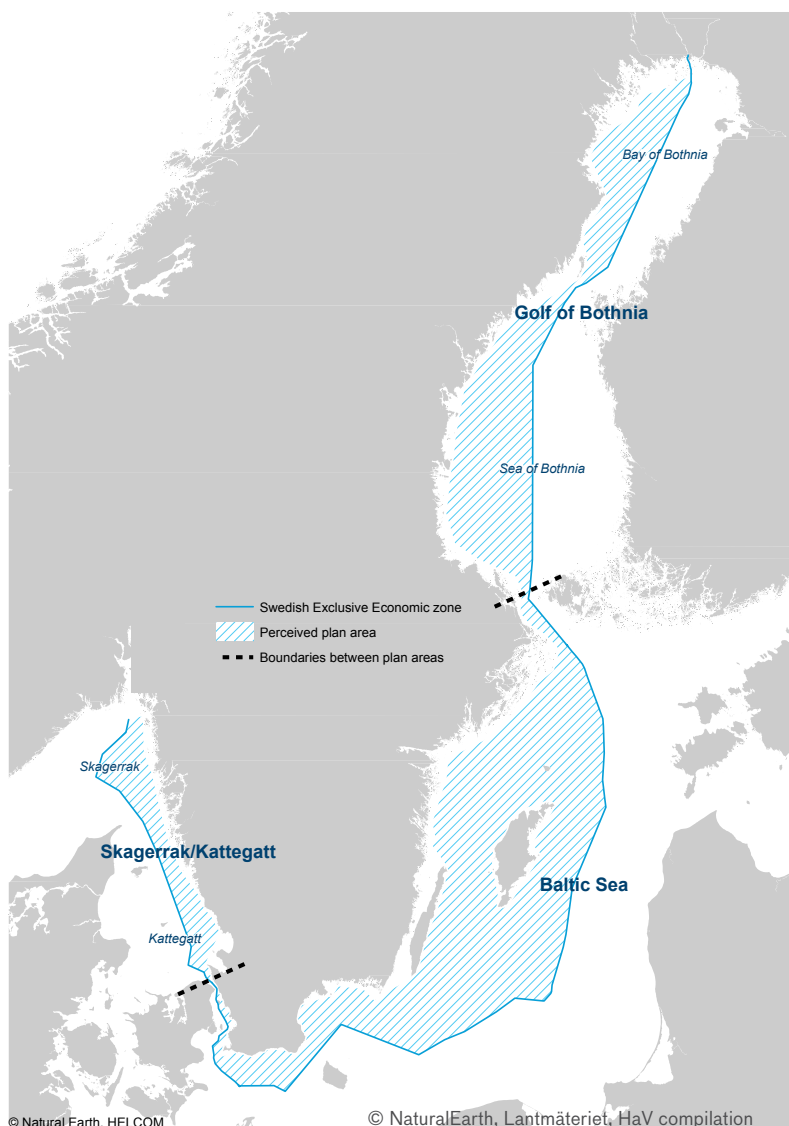 Bay of Bothnia
Golf of Bothnia
Sea of Bothnia
Swedish Exclusive Economic zone
Perceived plan area
Boundaries between plan areas
Skagerrak
Skagerrak/Kattegatt
Baltic Sea
Kattegatt
© Natural Earth, HELCOM
© NaturalEarth, Lantmäteriet, HaV compilation